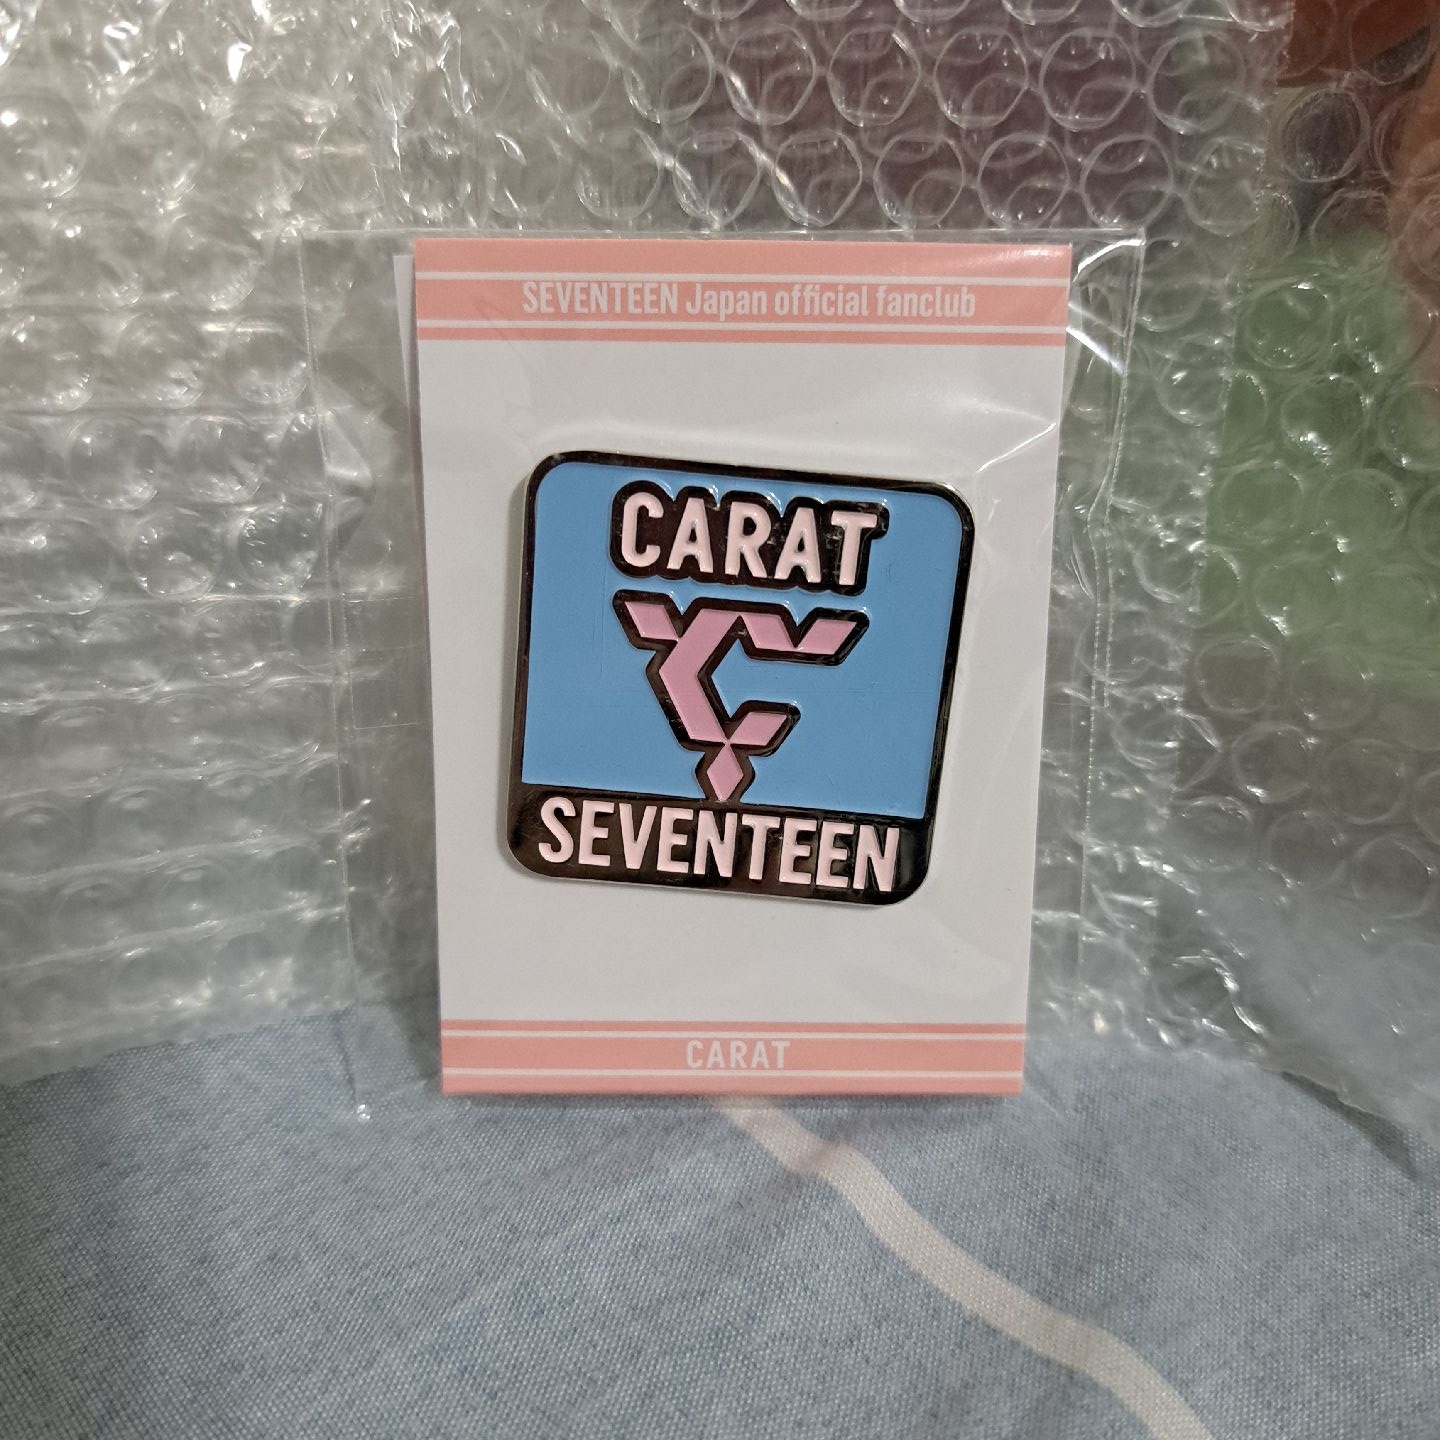 SEVENTEEN Japan official fanclub
CARAT
SEVENTEEN
CARAT